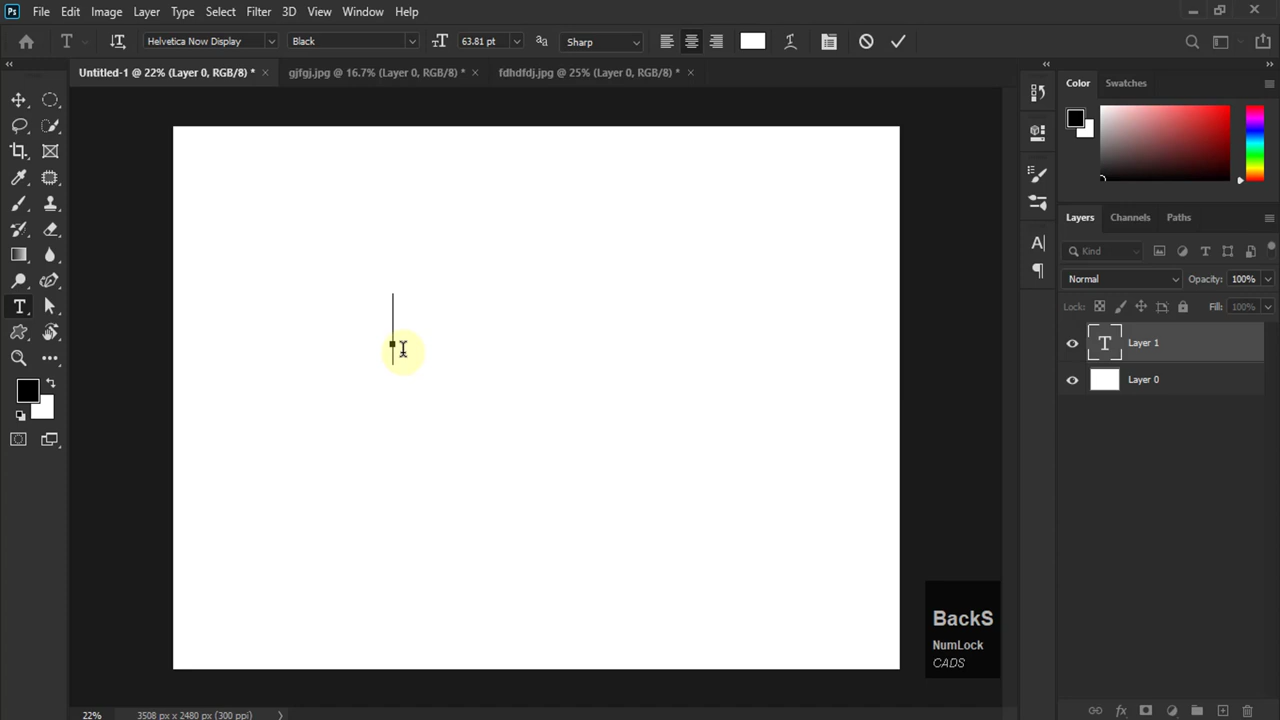 Ps File Edit Image Layer Type Select Filter 3D View Window Help
T Helvetica Now Display Black 63.81 pt Sharp
Untitled-1 @ 22% (Layer 0, RGB/8) * × gjfgj.jpg @ 16.7% (Layer 0, RGB/8) * × fdhdfdj.jpg @ 25% (Layer 0, RGB/8) * ×
Color Swatches
Layers Channels Paths
Kind
Normal Opacity: 100%
Lock: Fill: 100%
T Layer 1
Layer 0
BackS
NumLock
CADS
22% 3508 px x 2480 px (300 ppi)